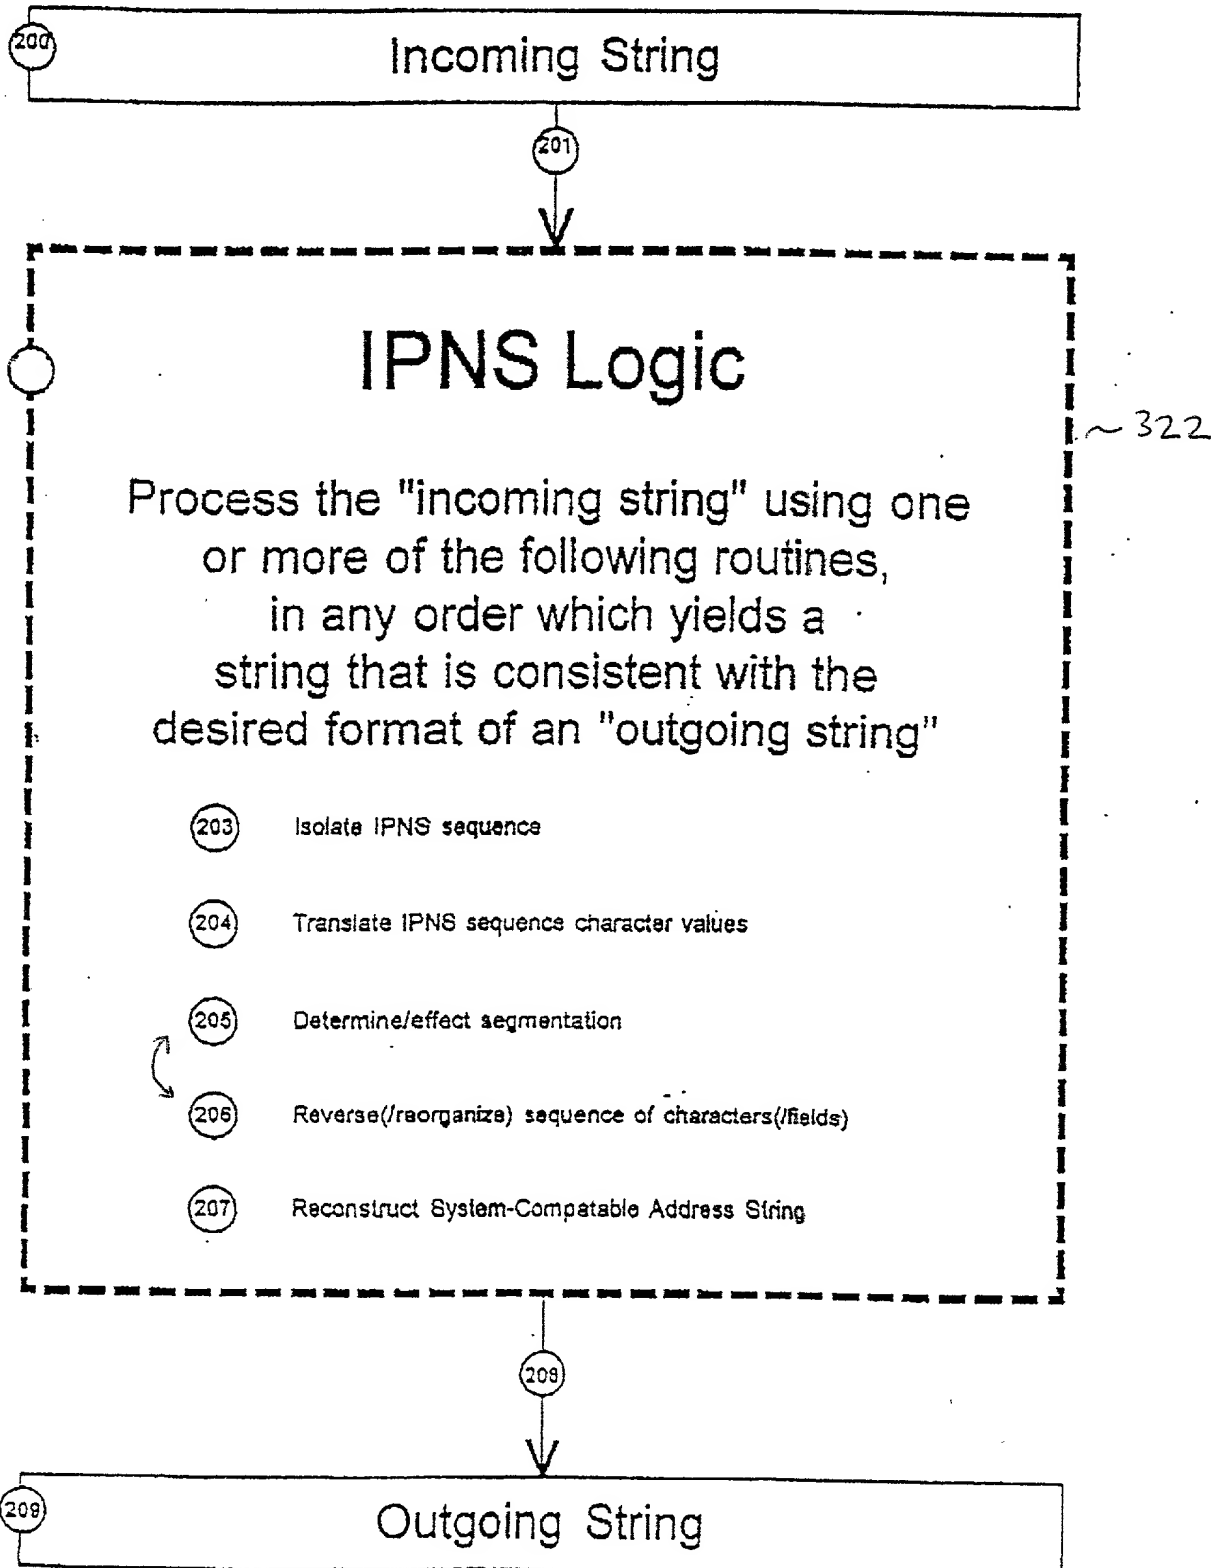 200
Incoming String
201
IPNS Logic
~ 322
Process the "incoming string" using one
or more of the following routines,
in any order which yields a
string that is consistent with the
desired format of an "outgoing string"
203 Isolate IPNS sequence
204 Translate IPNS sequence character values
205 Determine/effect segmentation
206 Reverse(/reorganize) sequence of characters(/fields)
207 Reconstruct System-Compatable Address String
208
209
Outgoing String